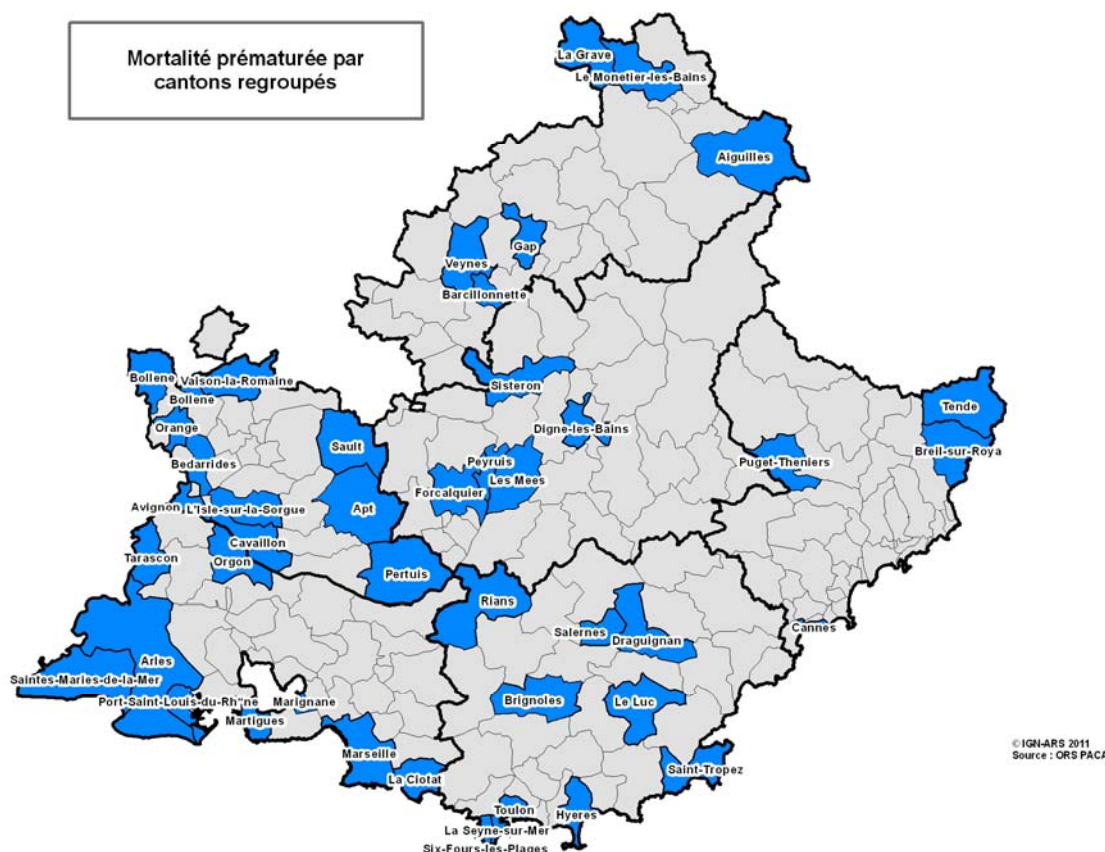 Mortalité prématurée par
cantons regroupés
La Grave
Le Monetier-les-Bains
Aiguilles
Gap
Veynes
Barcillonnette
Sisteron
Bollene
Vaison-la-Romaine
Bollene
Orange
Sault
Digne-les-Bains
Tende
Bedarrides
Peyruis
Puget-Theniers
Breil-sur-Roya
Forcalquier
Les Mees
Avignon
L'Isle-sur-la-Sorgue
Apt
Cavaillon
Tarascon
Orgon
Pertuis
Rians
Cannes
Salernes
Draguignan
Arles
Saintes-Maries-de-la-Mer
Port-Saint-Louis-du-Rh"ne
Marignane
Brignoles
Le Luc
Martigues
Marseille
Saint-Tropez
La Ciotat
Toulon
Hyeres
La Seyne-sur-Mer
Six-Fours-les-Plages
©IGN-ARS 2011
Source : ORS PACA